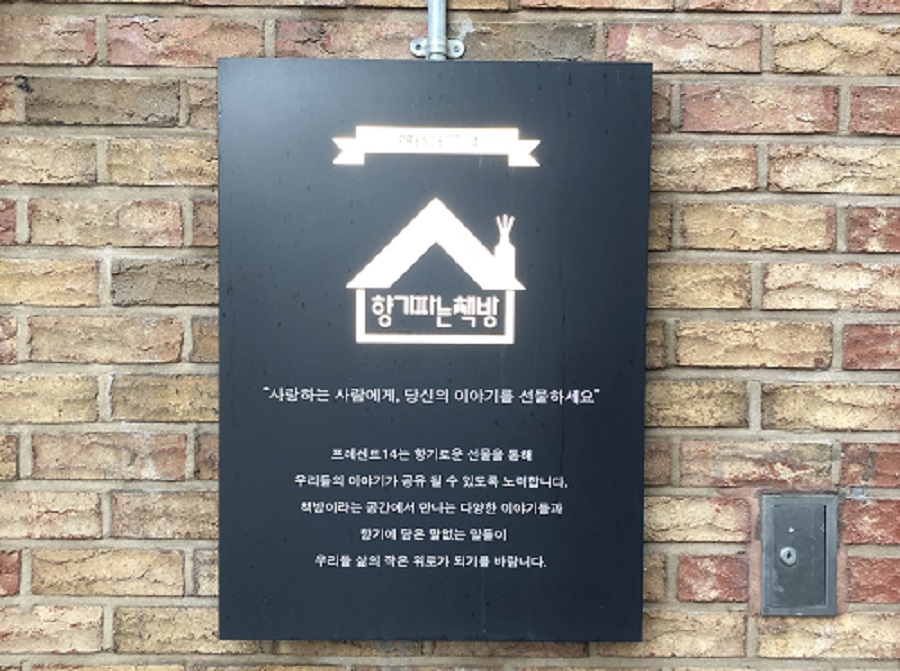 PRESENT 14
향기파는책방
"사랑하는 사람에게, 당신의 이야기를 선물하세요"
프레센트14는 향기로운 선물을 통해
우리들의 이야기가 공유 될 수 있도록 노력합니다.
책방이라는 공간에서 만나는 다양한 이야기들과
향기에 담은 말없는 말들이
우리들 삶의 작은 위로가 되기를 바랍니다.